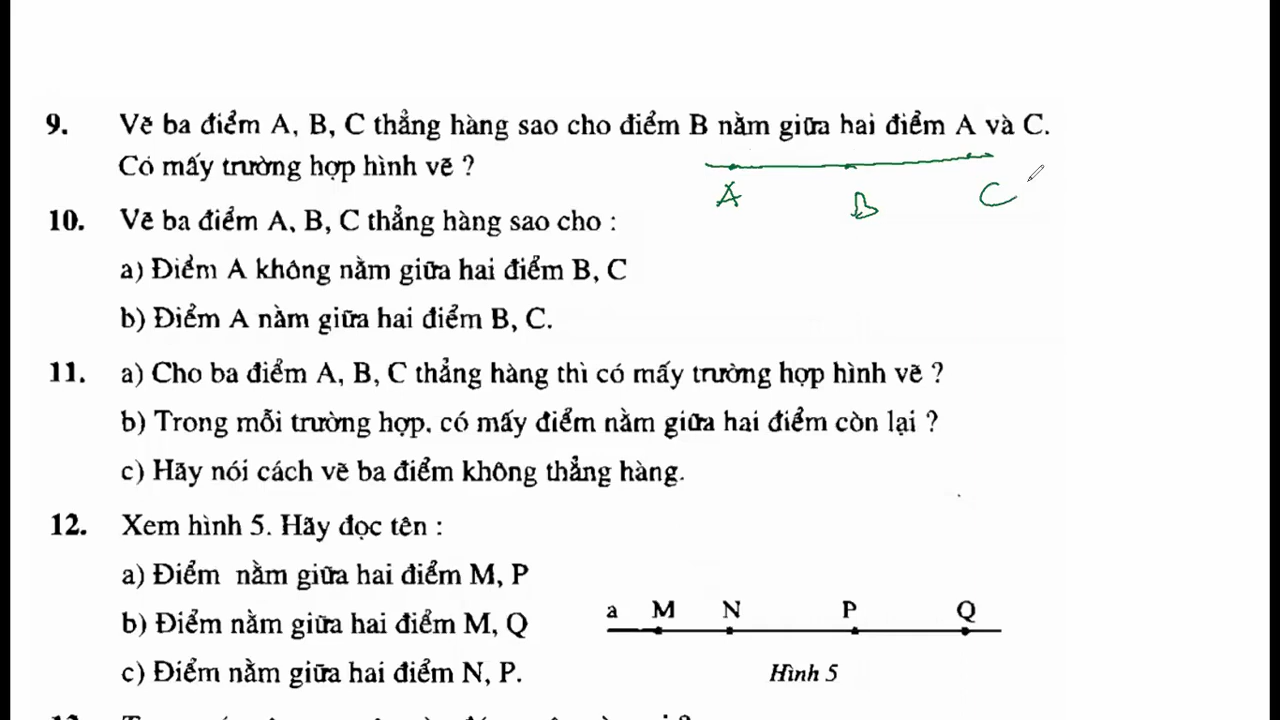 9. Vẽ ba điểm A, B, C thẳng hàng sao cho điểm B nằm giữa hai điểm A và C.
Có mấy trường hợp hình vẽ ?
A B C
10. Vẽ ba điểm A, B, C thẳng hàng sao cho :
a) Điểm A không nằm giữa hai điểm B, C
b) Điểm A nằm giữa hai điểm B, C.
11. a) Cho ba điểm A, B, C thẳng hàng thì có mấy trường hợp hình vẽ ?
b) Trong mỗi trường hợp, có mấy điểm nằm giữa hai điểm còn lại ?
c) Hãy nói cách vẽ ba điểm không thẳng hàng.
12. Xem hình 5. Hãy đọc tên :
a) Điểm nằm giữa hai điểm M, P
a M N P Q
b) Điểm nằm giữa hai điểm M, Q
c) Điểm nằm giữa hai điểm N, P.
Hình 5